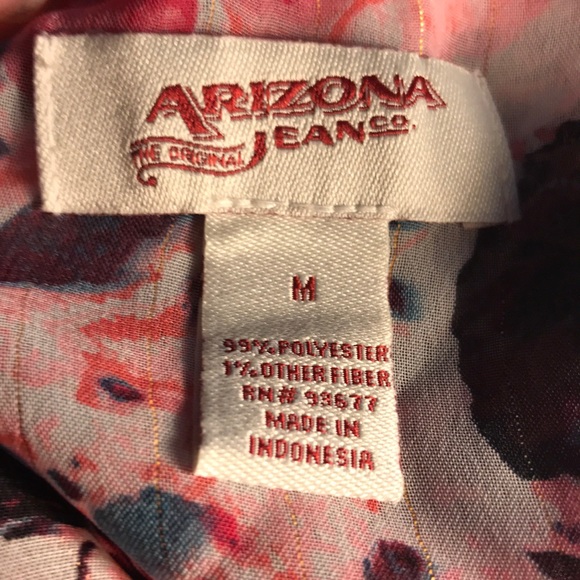 ARIZONA
JEAN CO.
THE ORIGINAL
M
99% POLYESTER
1% OTHER FIBER
RN# 93677
MADE IN
INDONESIA